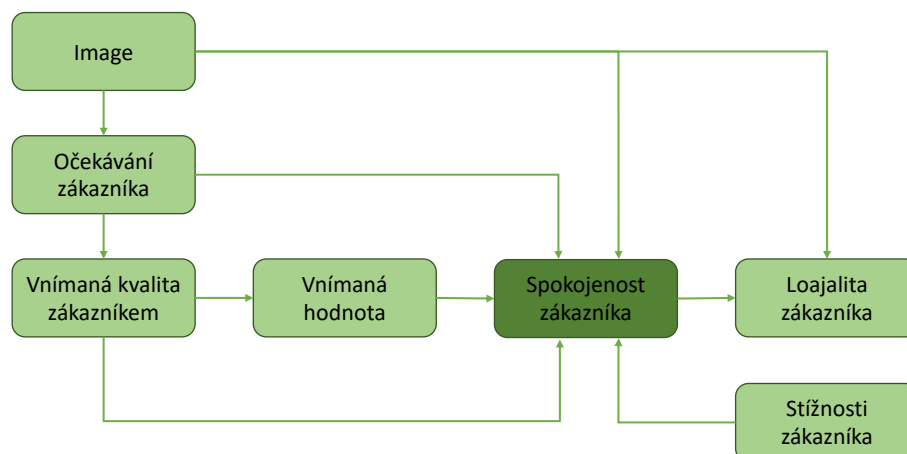 Image
Očekávání
zákazníka
Vnímaná kvalita
zákazníkem
Vnímaná
hodnota
Spokojenost
zákazníka
Loajalita
zákazníka
Stížnosti
zákazníka